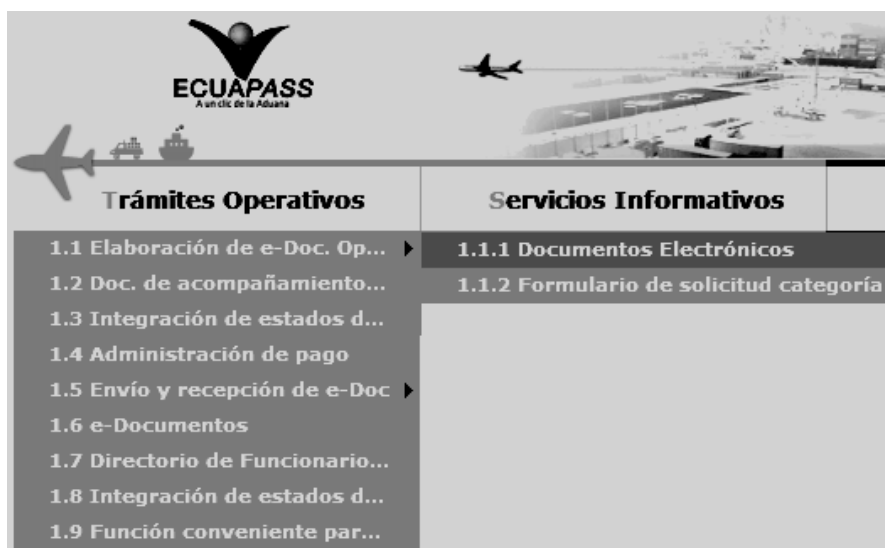 ECUAPASS
A un clic de la Aduana
Trámites Operativos
Servicios Informativos
1.1 Elaboración de e-Doc. Op...
1.1.1 Documentos Electrónicos
1.2 Doc. de acompañamiento...
1.1.2 Formulario de solicitud categoría
1.3 Integración de estados d...
1.4 Administración de pago
1.5 Envío y recepción de e-Doc
1.6 e-Documentos
1.7 Directorio de Funcionario...
1.8 Integración de estados d...
1.9 Función conveniente par...